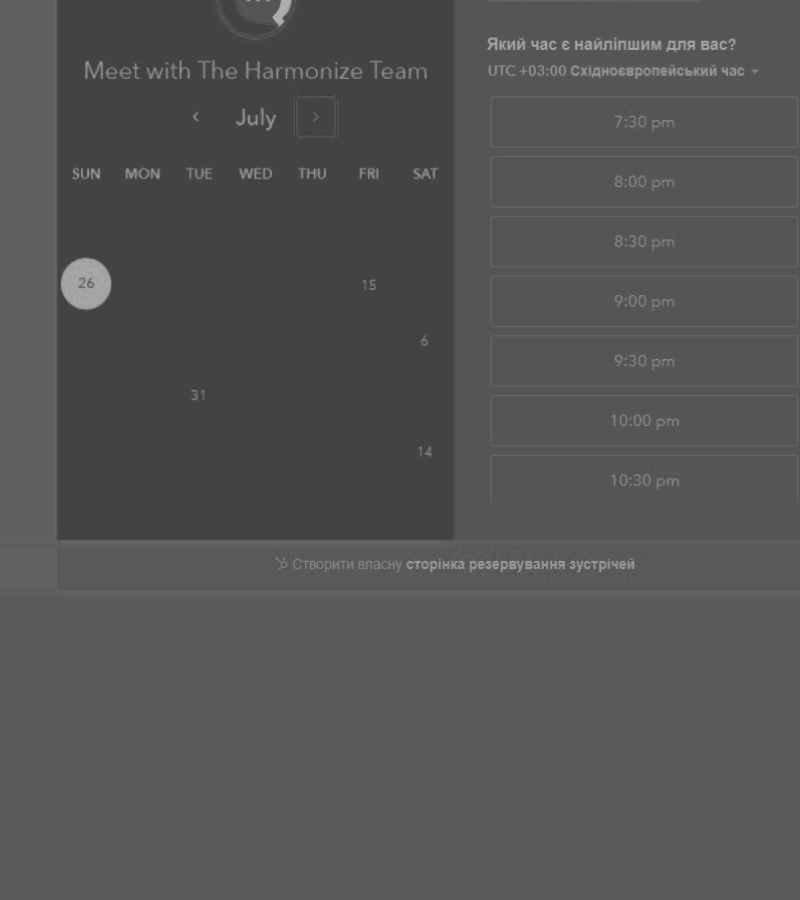 Meet with The Harmonize Team
July
SUN MON TUE WED THU FRI SAT
26 15
6
31
14
Який час є найліпшим для вас?
UTC +03:00 Східноєвропейський час
7:30 pm
8:00 pm
8:30 pm
9:00 pm
9:30 pm
10:00 pm
10:30 pm
Створити власну сторінка резервування зустрічей